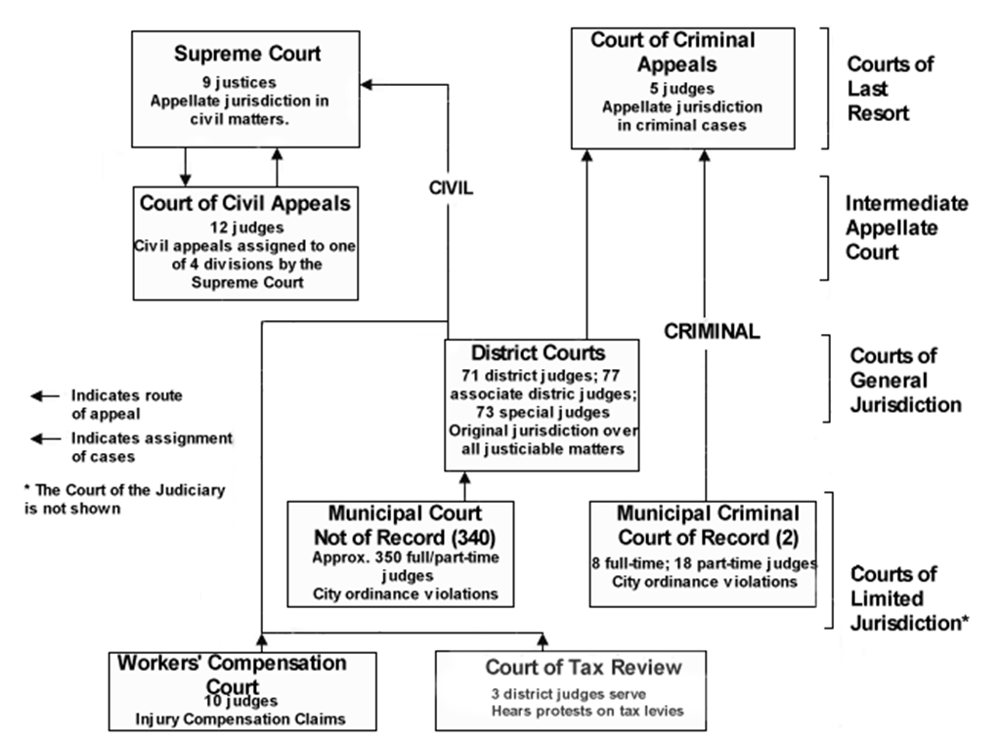 Supreme Court
9 justices
Appellate jurisdiction in
civil matters.
Court of Criminal
Appeals
5 judges
Appellate jurisdiction
in criminal cases
Courts of
Last
Resort
CIVIL
Court of Civil Appeals
12 judges
Civil appeals assigned to one
of 4 divisions by the
Supreme Court
Intermediate
Appellate
Court
CRIMINAL
District Courts
71 district judges; 77
associate distric judges;
73 special judges
Original jurisdiction over
all justiciable matters
Courts of
General
Jurisdiction
Indicates route
of appeal
Indicates assignment
of cases
* The Court of the Judiciary
is not shown
Municipal Court
Not of Record (340)
Approx. 350 full/part-time
judges
City ordinance violations
Municipal Criminal
Court of Record (2)
8 full-time; 18 part-time judges
City ordinance violations
Courts of
Limited
Jurisdiction*
Workers' Compensation
Court
10 judges
Injury Compensation Claims
Court of Tax Review
3 district judges serve
Hears protests on tax levies